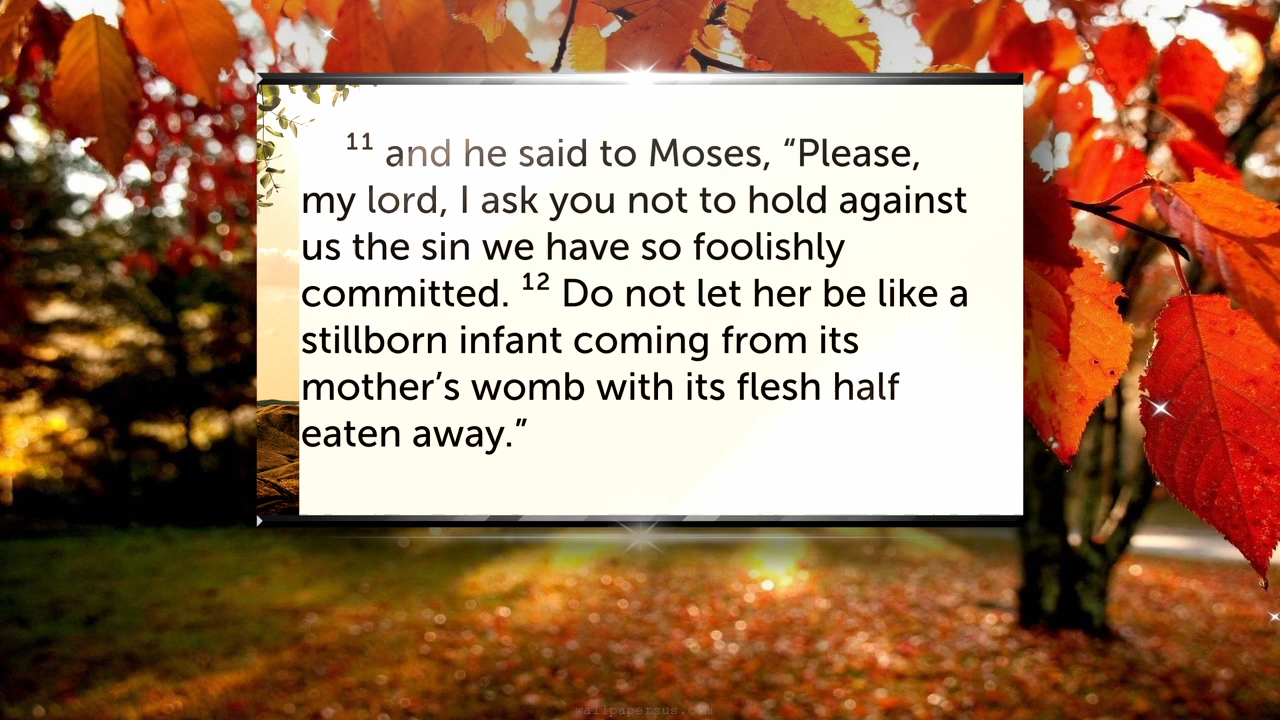 ¹¹ and he said to Moses, “Please,
my lord, I ask you not to hold against
us the sin we have so foolishly
committed. ¹² Do not let her be like a
stillborn infant coming from its
mother’s womb with its flesh half
eaten away.”
wallpapersus.com